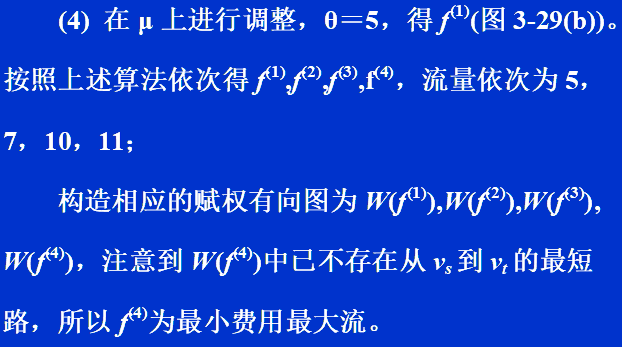 (4) 在 μ 上进行调整，θ＝5，得 f⁽¹⁾(图 3-29(b))。
按照上述算法依次得 f⁽¹⁾,f⁽²⁾,f⁽³⁾,f⁽⁴⁾，流量依次为 5，
7，10，11；
构造相应的赋权有向图为 W(f⁽¹⁾),W(f⁽²⁾),W(f⁽³⁾),
W(f⁽⁴⁾)，注意到 W(f⁽⁴⁾)中已不存在从 vₛ 到 vₜ 的最短
路，所以 f⁽⁴⁾为最小费用最大流。